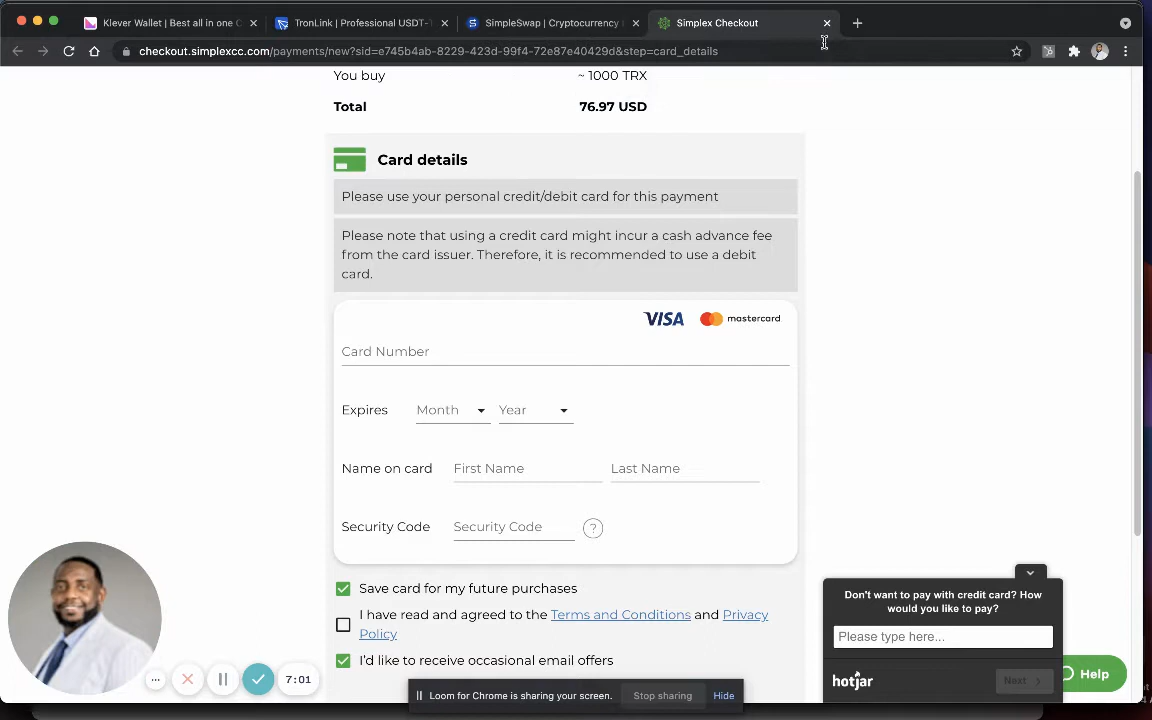 Klever Wallet | Best all in one C
TronLink | Professional USDT-T
SimpleSwap | Cryptocurrency
Simplex Checkout
checkout.simplexcc.com/payments/new?sid=e745b4ab-8229-423d-99f4-72e87e40429d&step=card_details
You buy ~ 1000 TRX
Total 76.97 USD
Card details
Please use your personal credit/debit card for this payment
Please note that using a credit card might incur a cash advance fee
from the card issuer. Therefore, it is recommended to use a debit
card.
VISA mastercard
Card Number
Expires Month Year
Name on card First Name Last Name
Security Code Security Code ?
Save card for my future purchases
I have read and agreed to the Terms and Conditions and Privacy
Policy
I'd like to receive occasional email offers
Don't want to pay with credit card? How
would you like to pay?
Please type here...
hotjar Next
Help
7:01
Loom for Chrome is sharing your screen. Stop sharing Hide